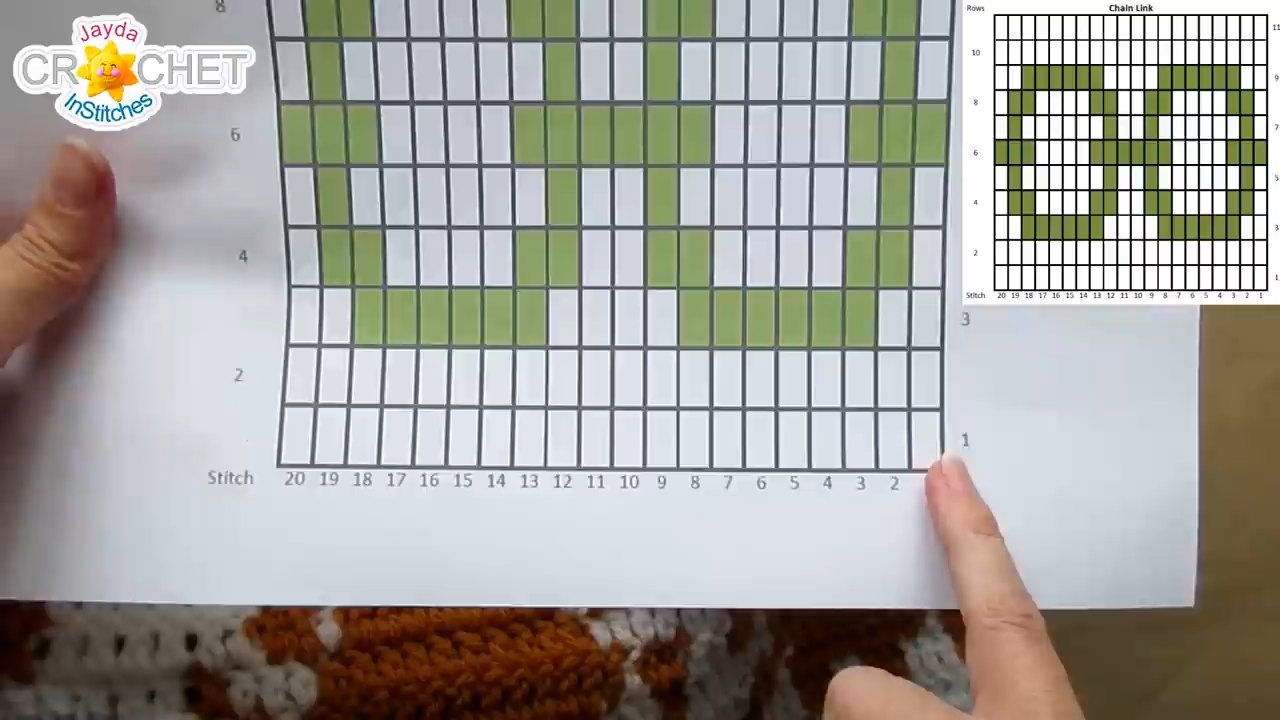 Jayda
CROCHET
InStitches
8
6
4
3
2
1
Stitch 20 19 18 17 16 15 14 13 12 11 10 9 8 7 6 5 4 3 2
Rows Chain Link
11
10
9
8
7
6
5
4
3
2
1
Stitch 20 19 18 17 16 15 14 13 12 11 10 9 8 7 6 5 4 3 2 1